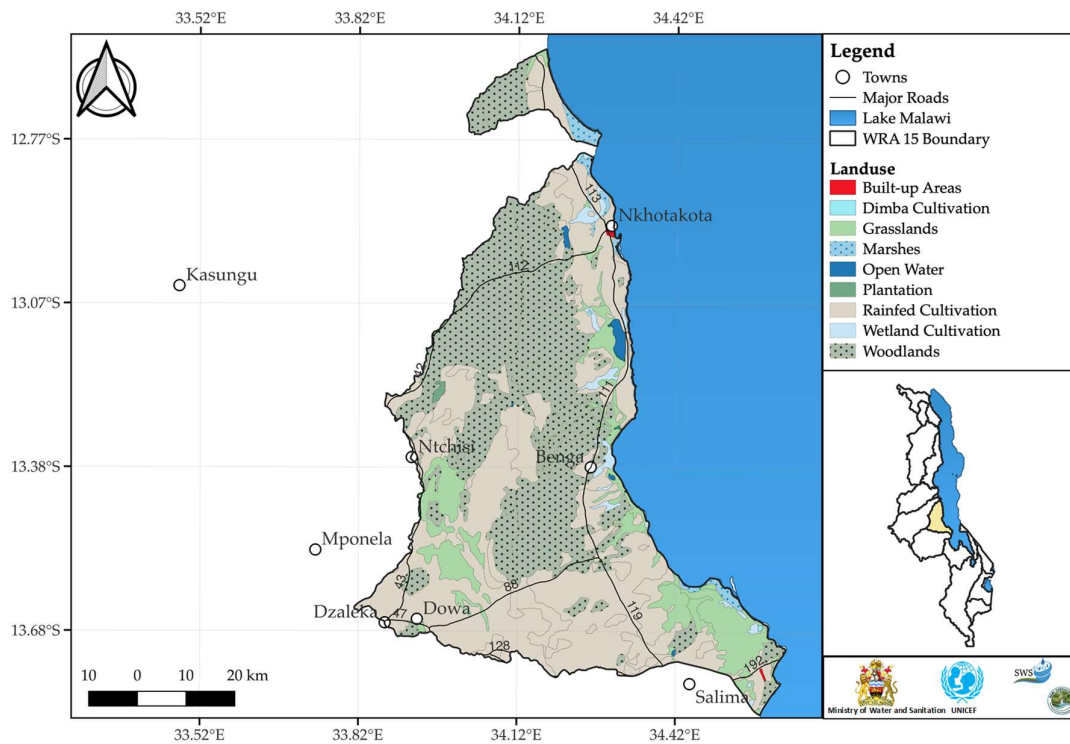 33.52°E 33.82°E 34.12°E 34.42°E
12.77°S
13.07°S
13.38°S
13.68°S
113
Nkhotakota
Kasungu
112
42
111
Ntchisi
Benga
Mponela
43
88
Dzaleka
47
Dowa
119
128
192
Salima
10 0 10 20 km
33.52°E 33.82°E 34.12°E 34.42°E
Legend
Towns
Major Roads
Lake Malawi
WRA 15 Boundary
Landuse
Built-up Areas
Dimba Cultivation
Grasslands
Marshes
Open Water
Plantation
Rainfed Cultivation
Wetland Cultivation
Woodlands
SWS
Ministry of Water and Sanitation UNICEF